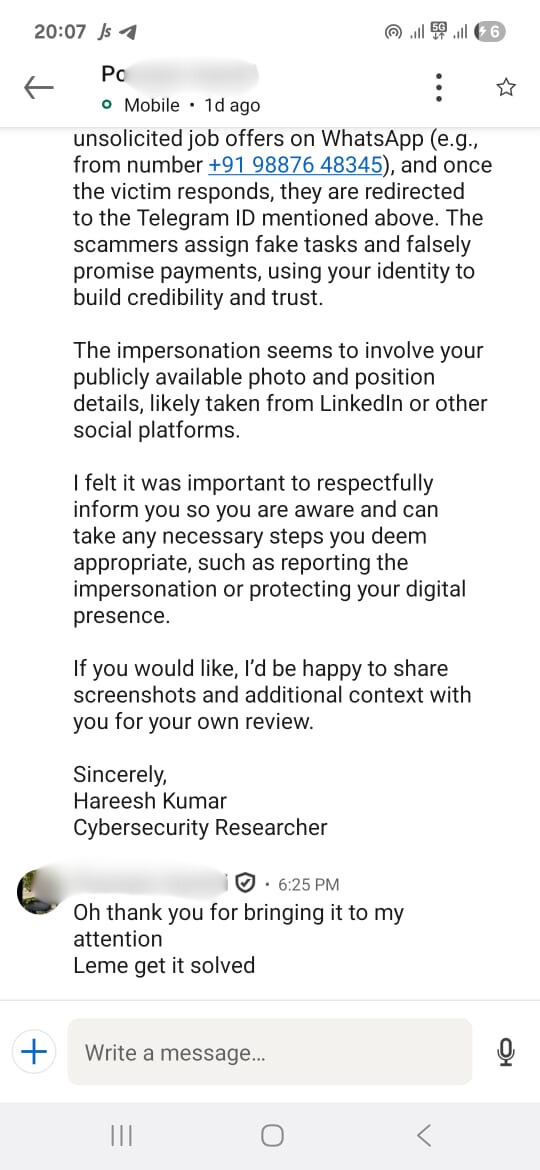 20:07
5G
6
Po
Mobile • 1d ago
unsolicited job offers on WhatsApp (e.g.,
from number +91 98876 48345), and once
the victim responds, they are redirected
to the Telegram ID mentioned above. The
scammers assign fake tasks and falsely
promise payments, using your identity to
build credibility and trust.
The impersonation seems to involve your
publicly available photo and position
details, likely taken from LinkedIn or other
social platforms.
I felt it was important to respectfully
inform you so you are aware and can
take any necessary steps you deem
appropriate, such as reporting the
impersonation or protecting your digital
presence.
If you would like, I’d be happy to share
screenshots and additional context with
you for your own review.
Sincerely,
Hareesh Kumar
Cybersecurity Researcher
• 6:25 PM
Oh thank you for bringing it to my
attention
Leme get it solved
Write a message…